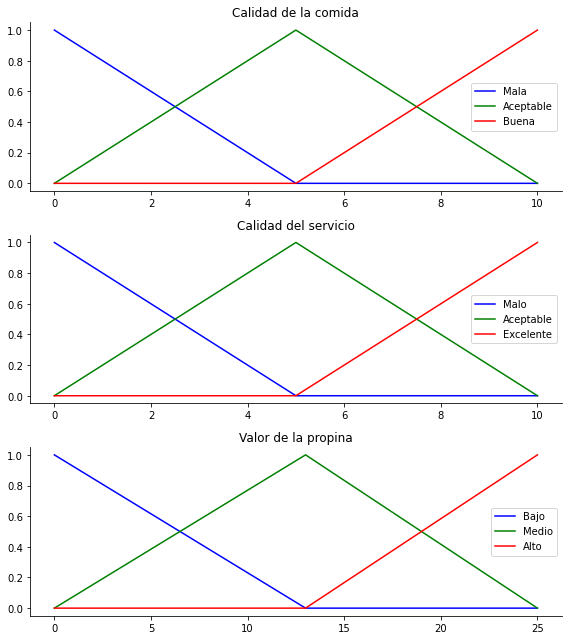 Calidad de la comida
1.0
0.8
0.6
0.4
0.2
0.0
Mala
Aceptable
Buena
0 2 4 6 8 10
Calidad del servicio
1.0
0.8
0.6
0.4
0.2
0.0
Malo
Aceptable
Excelente
0 2 4 6 8 10
Valor de la propina
1.0
0.8
0.6
0.4
0.2
0.0
Bajo
Medio
Alto
0 5 10 15 20 25